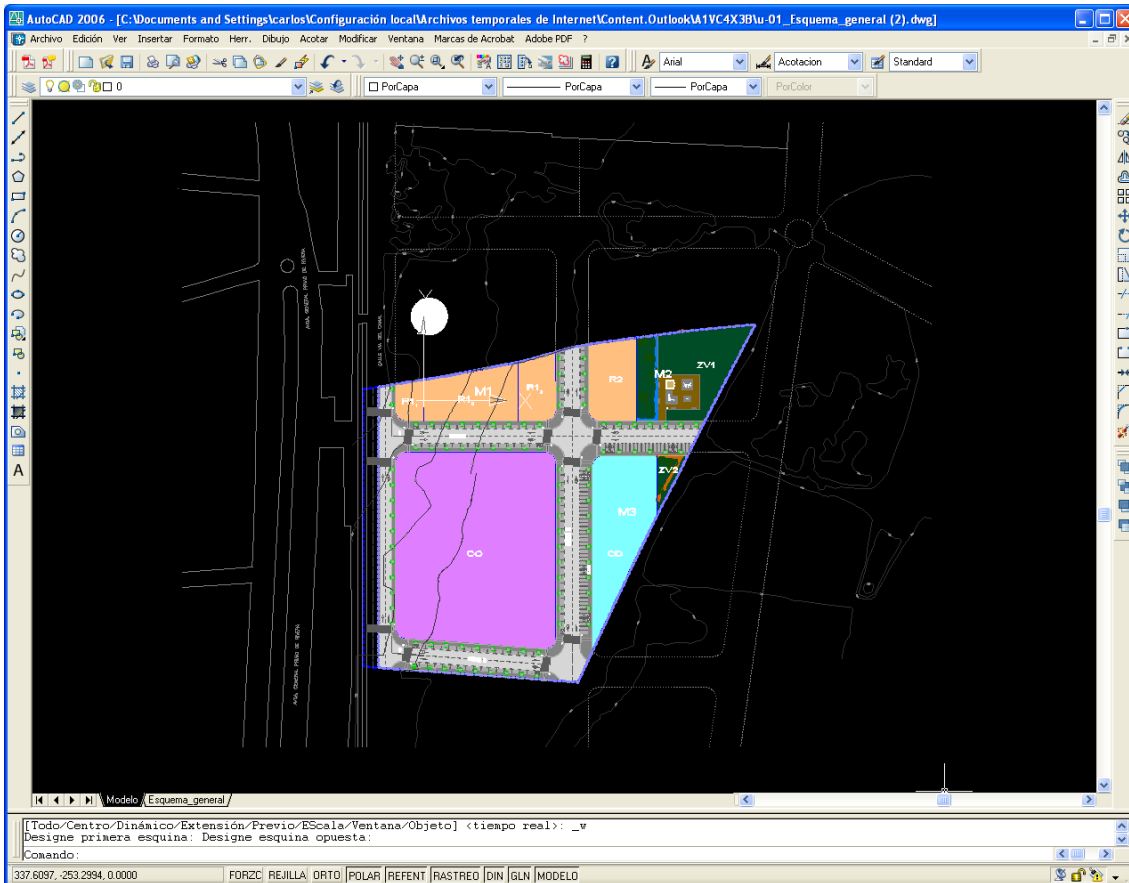 AutoCAD 2006 - [C:\Documents and Settings\carlos\Configuración local\Archivos temporales de Internet\Content.Outlook\A1VC4X3B\u-01_Esquema_general (2).dwg]
Archivo Edición Ver Insertar Formato Herr. Dibujo Acotar Modificar Ventana Marcas de Acrobat Adobe PDF ?
Arial Acotacion Standard
0 PorCapa PorCapa PorCapa PorColor
Y
ZV1
M2
R2
M1
X
ZV2
M3
CO
A
Modelo Esquema_general
[Todo/Centro/Dinámico/Extensión/Previo/EScala/Ventana/Objeto] <tiempo real>: _w
Designe primera esquina: Designe esquina opuesta:
Comando:
337.6097, -253.2994, 0.0000 FORZC REJILLA ORTO POLAR REFENT RASTREO DIN GLN MODELO